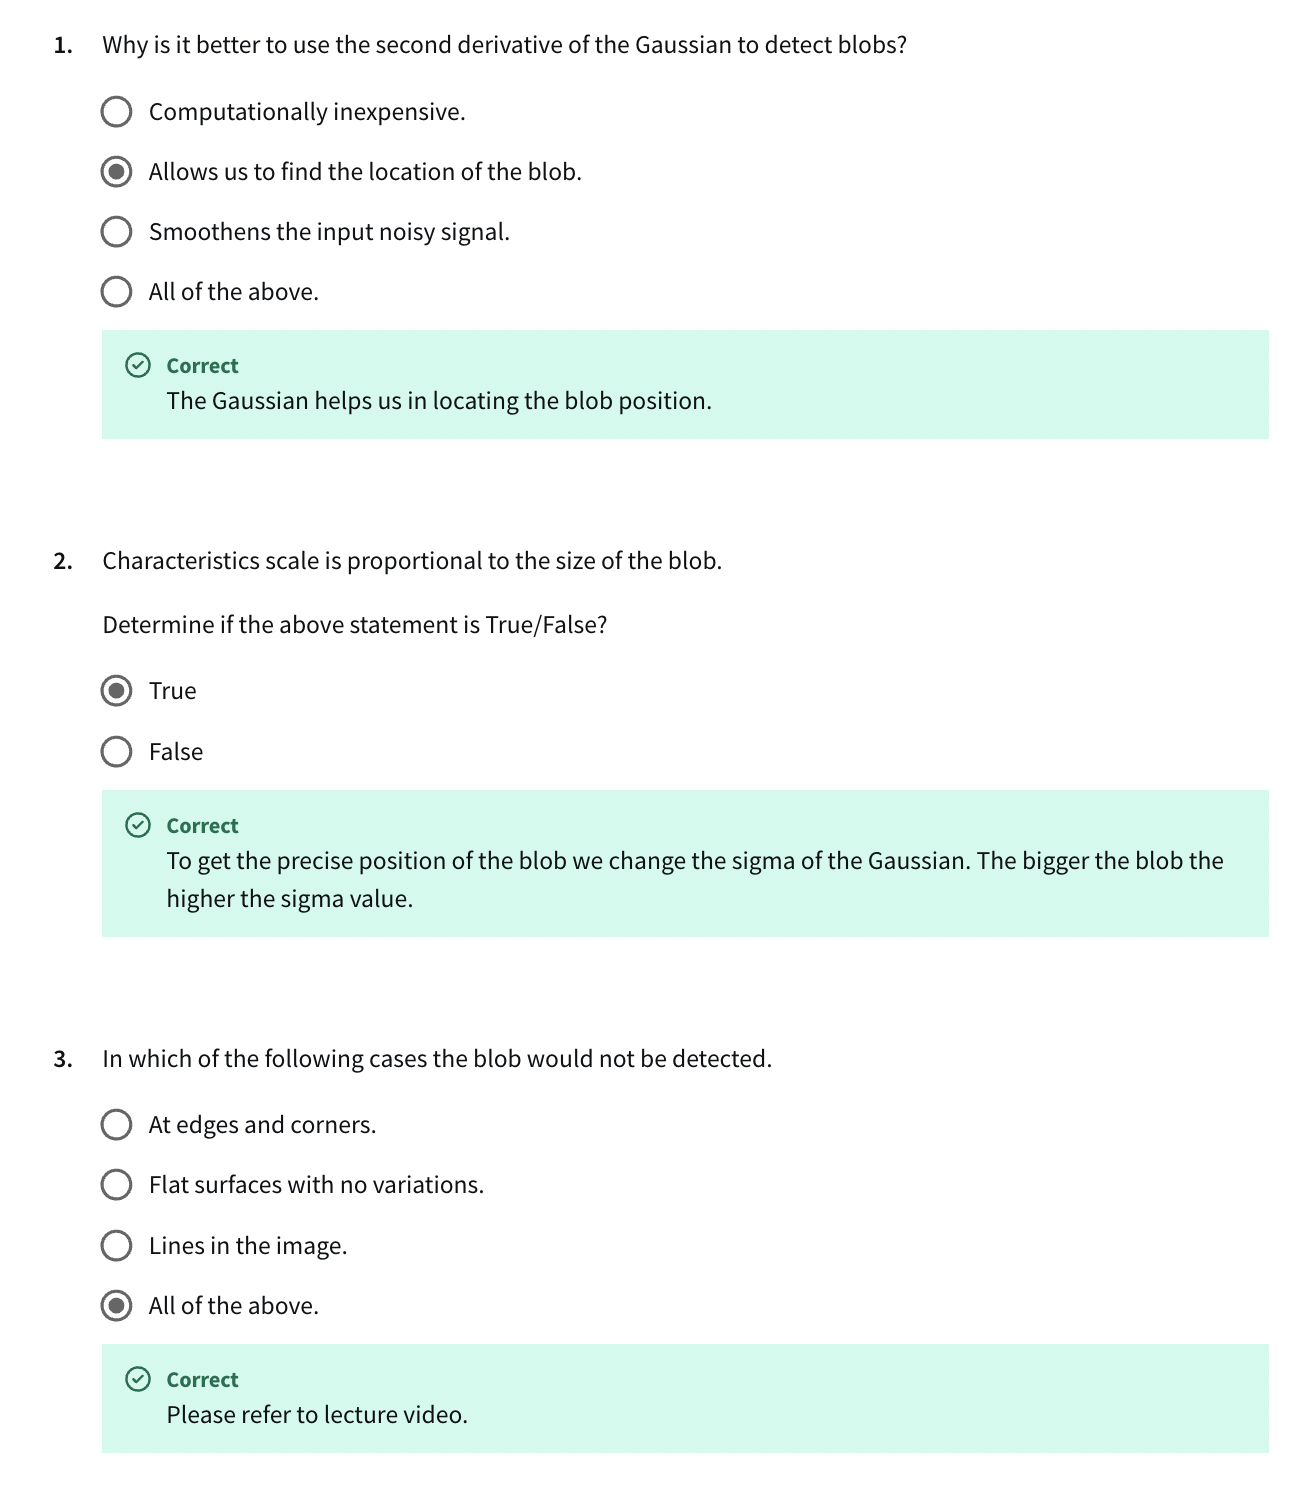 1. Why is it better to use the second derivative of the Gaussian to detect blobs?
Computationally inexpensive.
Allows us to find the location of the blob.
Smoothens the input noisy signal.
All of the above.
Correct
The Gaussian helps us in locating the blob position.
2. Characteristics scale is proportional to the size of the blob.
Determine if the above statement is True/False?
True
False
Correct
To get the precise position of the blob we change the sigma of the Gaussian. The bigger the blob the
higher the sigma value.
3. In which of the following cases the blob would not be detected.
At edges and corners.
Flat surfaces with no variations.
Lines in the image.
All of the above.
Correct
Please refer to lecture video.